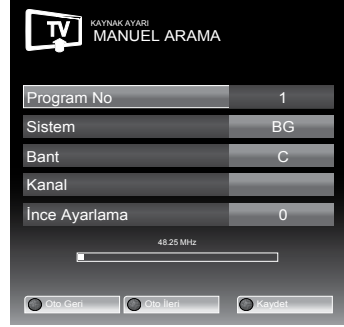 TV
KAYNAK AYARI
MANUEL ARAMA
Program No 1
Sistem BG
Bant C
Kanal
İnce Ayarlama 0
48.25 MHz
Oto Geri Oto İleri Kaydet